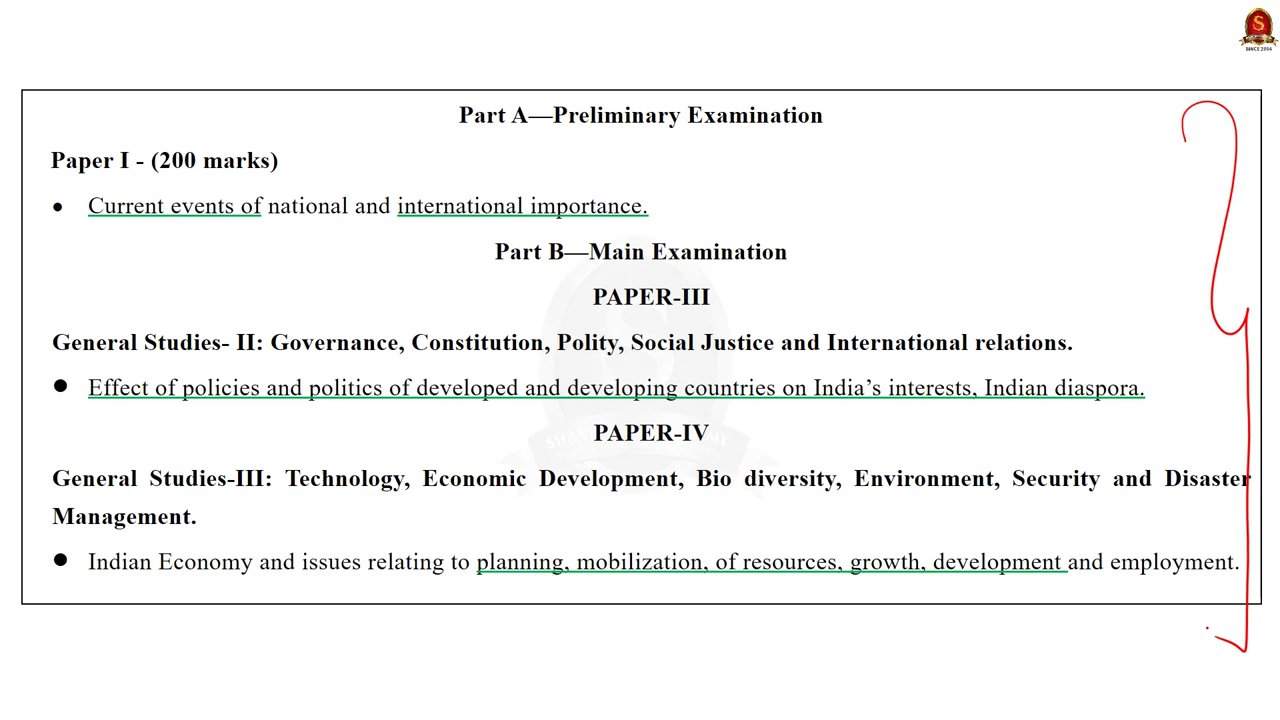 SINCE 2004
Part A—Preliminary Examination
Paper I - (200 marks)
● Current events of national and international importance.
Part B—Main Examination
PAPER-III
General Studies- II: Governance, Constitution, Polity, Social Justice and International relations.
● Effect of policies and politics of developed and developing countries on India's interests, Indian diaspora.
PAPER-IV
General Studies-III: Technology, Economic Development, Bio diversity, Environment, Security and Disaster
Management.
● Indian Economy and issues relating to planning, mobilization, of resources, growth, development and employment.